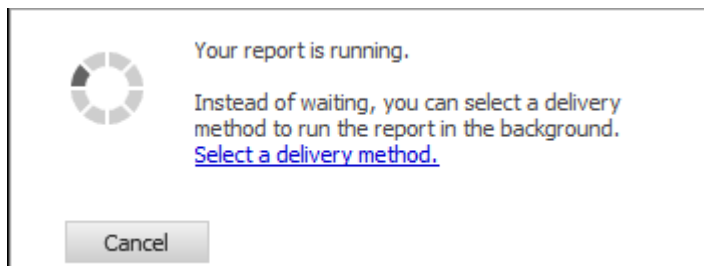 Your report is running.
Instead of waiting, you can select a delivery
method to run the report in the background.
Select a delivery method.
Cancel